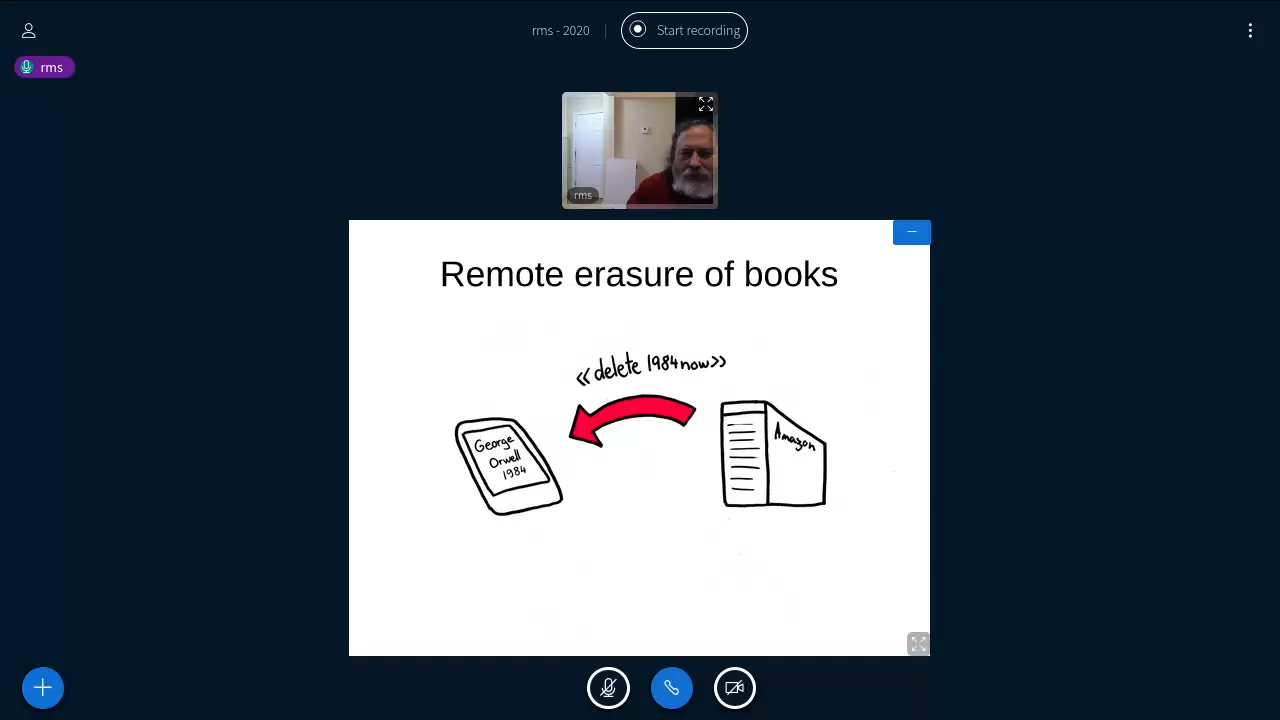 rms - 2020
Start recording
rms
rms
Remote erasure of books
<<delete 1984 now>>
George
Orwell
1984
Amazon